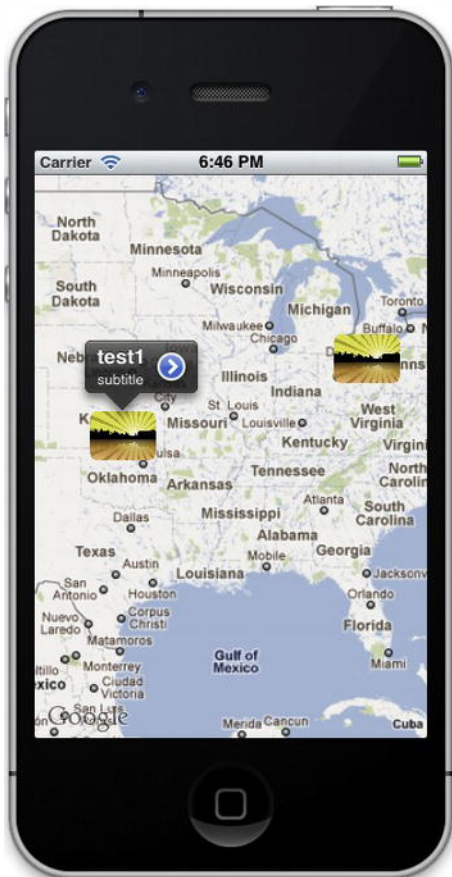 Carrier 6:46 PM
North
Dakota
Minnesota
Minneapolis
South
Dakota
Wisconsin
Michigan
Toronto
Milwaukee
Buffalo
Chicago
test1
subtitle
Illinois
Indiana
City
St Louis
Missouri
Louisville
West
Virginia
Kentucky
Oklahoma
Arkansas
Tennessee
Atlanta
South
Carolina
Dallas
Mississippi
Alabama
Texas
Austin
Mobile
Georgia
Louisiana
San
Antonio
Houston
Orlando
Nuevo
Laredo
Corpus
Christi
Florida
Matamoros
Gulf of
Mexico
Monterrey
Miami
Ciudad
Victoria
Google
Merida Cancun
Cuba